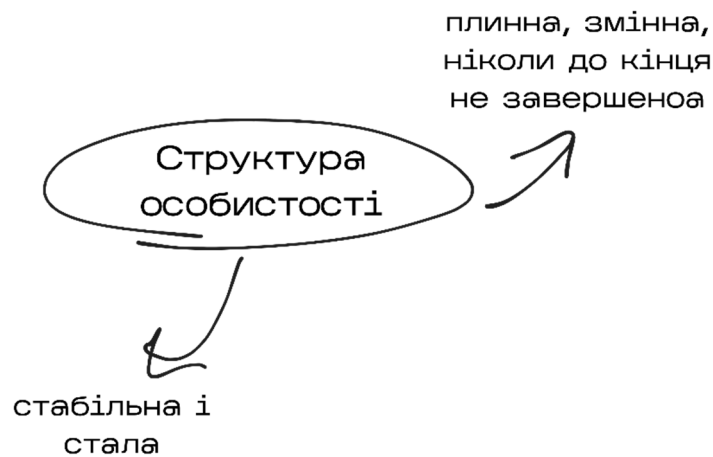 плинна, змінна,
ніколи до кінця
не завершеноа
Структура
особистості
стабільна і
стала